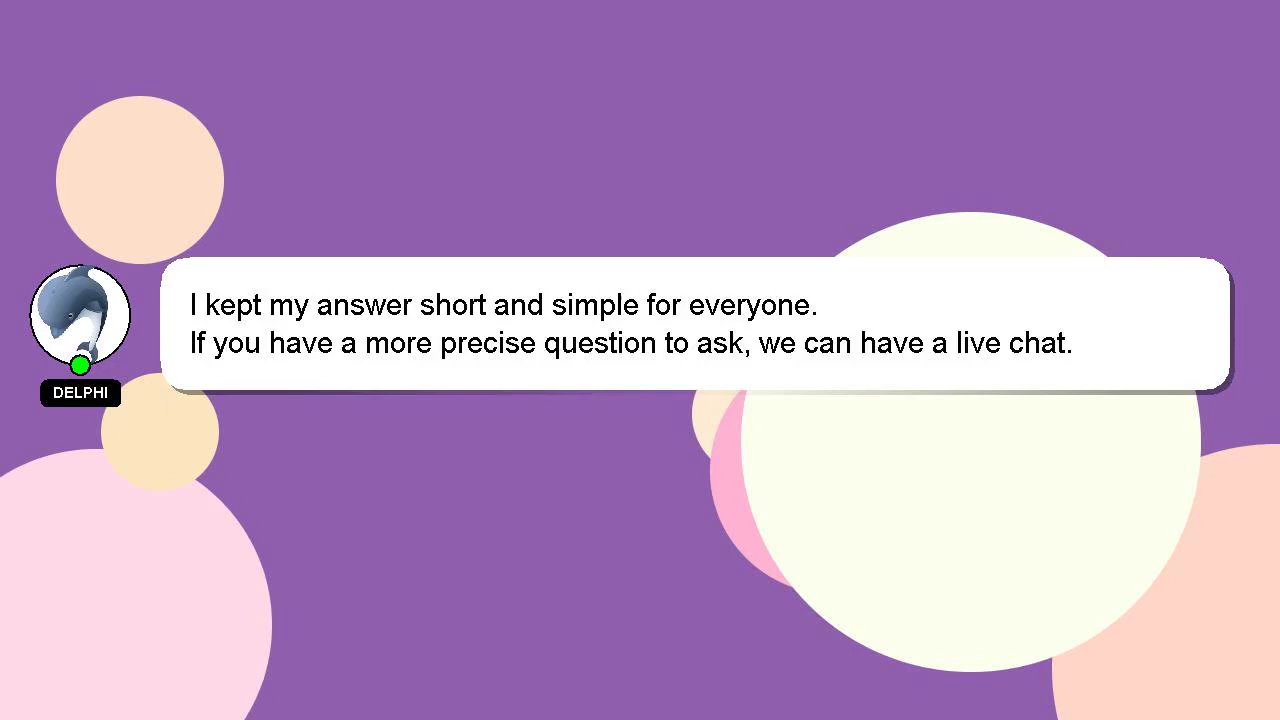 I kept my answer short and simple for everyone.
If you have a more precise question to ask, we can have a live chat.
DELPHI